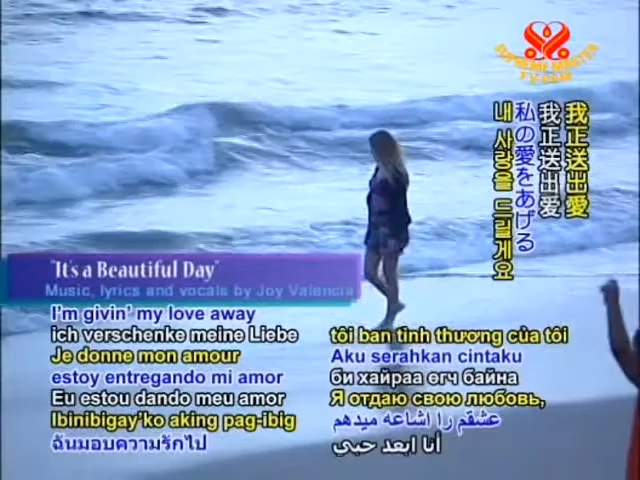 SUPREME MASTER
TV.COM
我正送出愛
我正送出爱
私の愛をあげる
내 사랑을 드릴게요
"It's a Beautiful Day"
Music, lyrics and vocals by Joy Valencia
I'm givin' my love away
ich verschenke meine Liebe
Je donne mon amour
estoy entregando mi amor
Eu estou dando meu amor
Ibinibigay'ko aking pag-ibig
ฉันมอบความรักไป
tôi ban tình thương của tôi
Aku serahkan cintaku
би хайраа өгч байна
Я отдаю свою любовь,
عشقم را اشاعه میدهم
أنا ابعد حبي